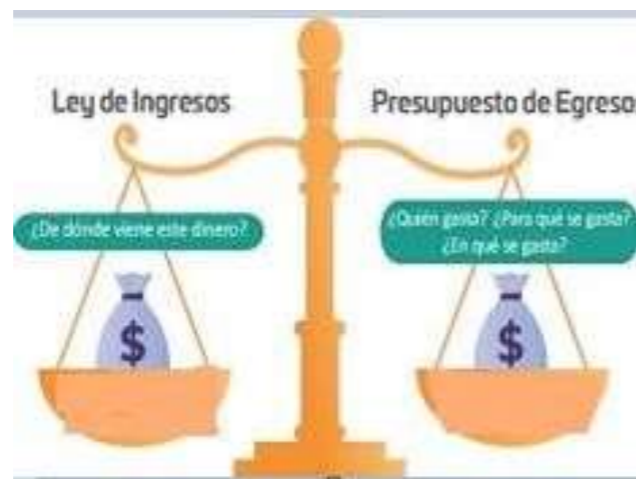 Ley de Ingresos
Presupuesto de Egreso
¿De dónde viene este dinero?
¿Quién gasta? ¿Para qué se gasta?
¿En qué se gasta?
$
$